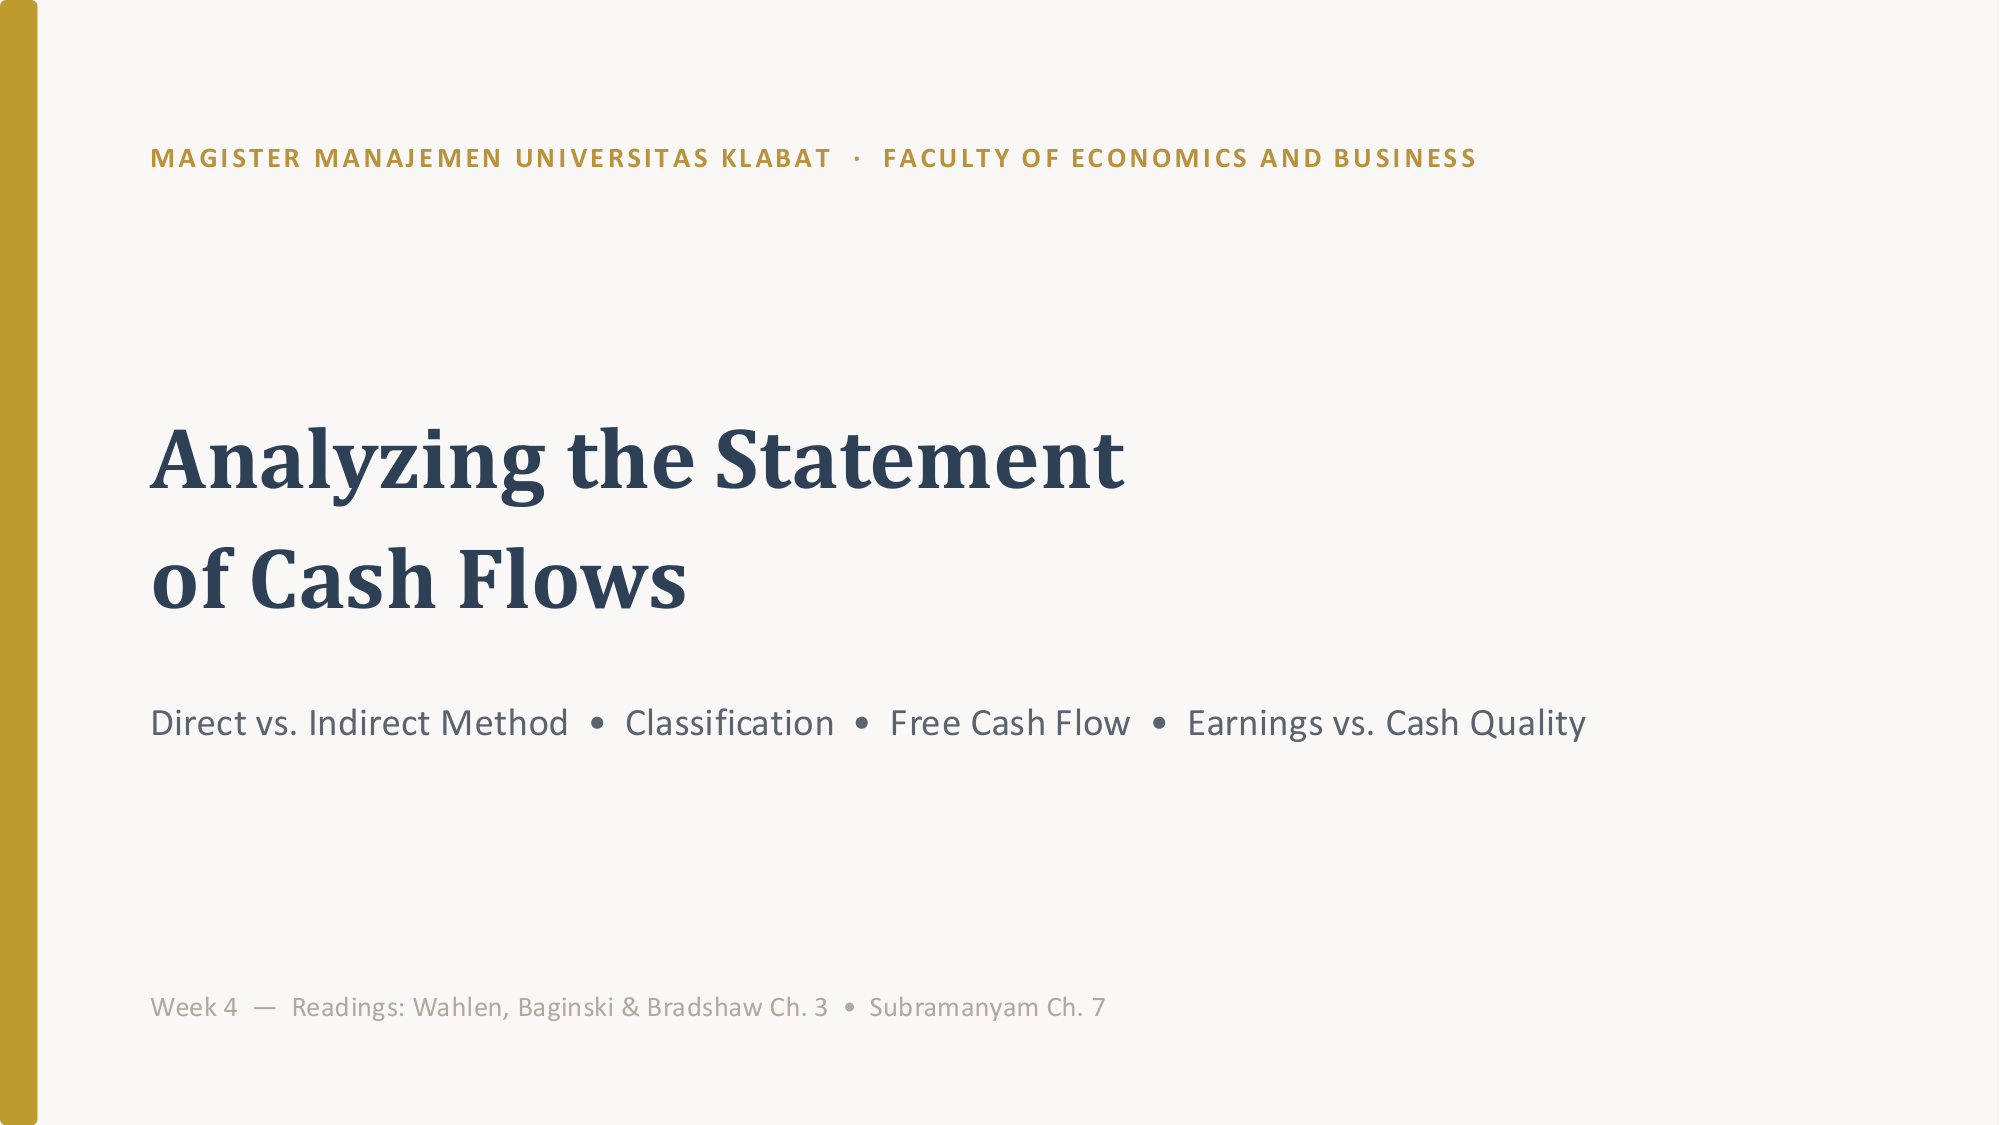 MAGISTER MANAJEMEN UNIVERSITAS KLABAT · FACULTY OF ECONOMICS AND BUSINESS
Analyzing the Statement
of Cash Flows
Direct vs. Indirect Method • Classification • Free Cash Flow • Earnings vs. Cash Quality
Week 4 — Readings: Wahlen, Baginski & Bradshaw Ch. 3 • Subramanyam Ch. 7